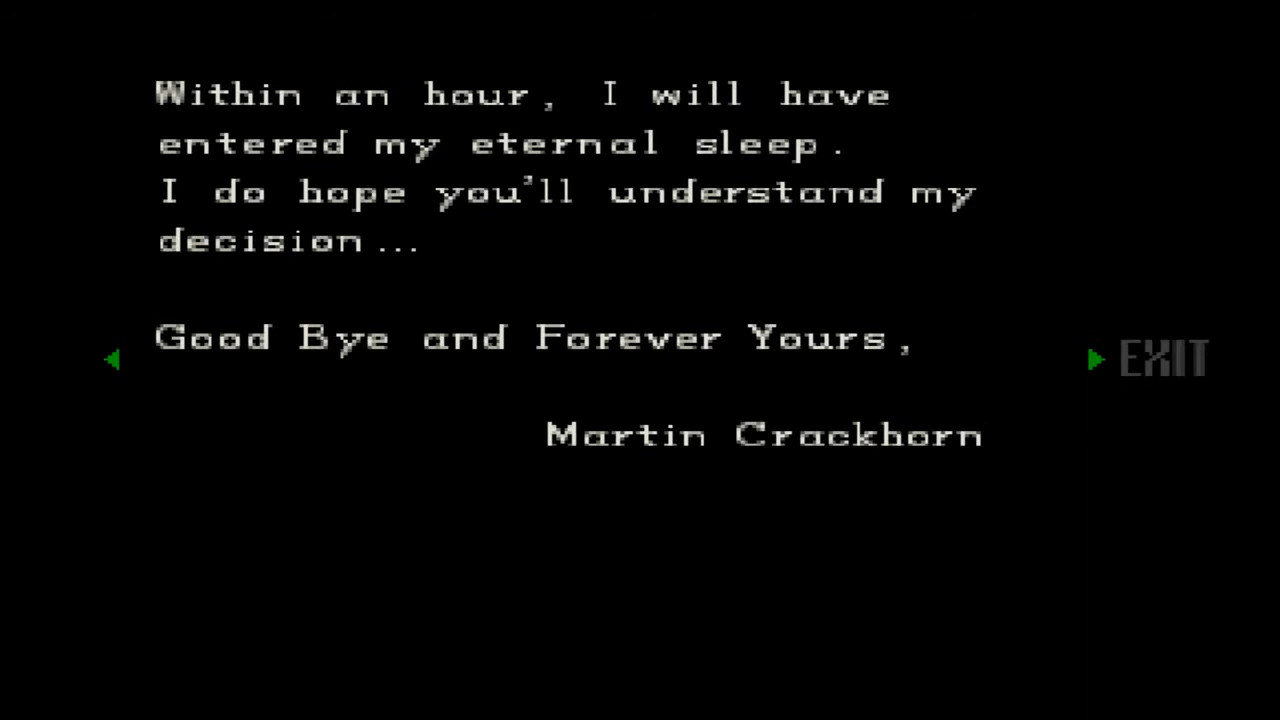 Within an hour, I will have
entered my eternal sleep.
I do hope you'll understand my
decision...
Good Bye and Forever Yours,
EXIT
Martin Crackhorn